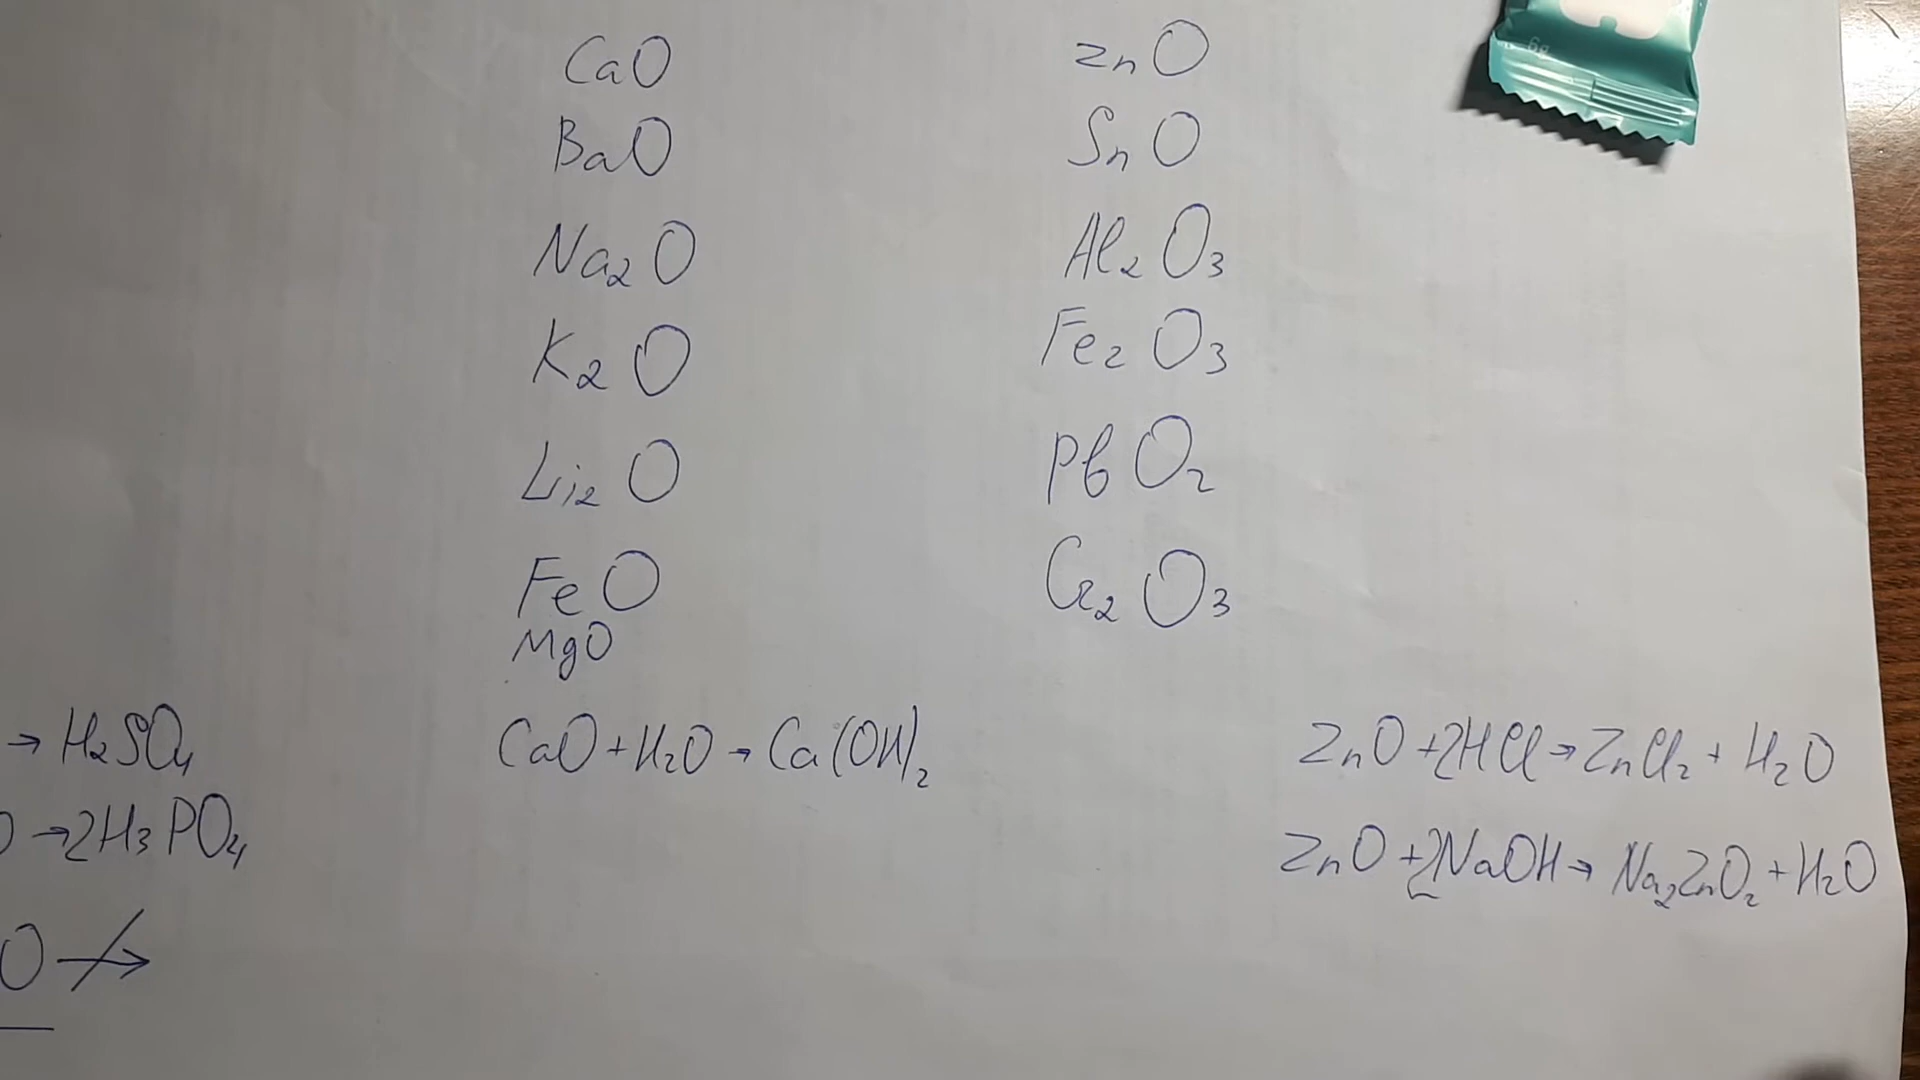 CaO
BaO
Na₂O
K₂O
Li₂O
FeO
MgO
ZnO
SnO
Al₂O₃
Fe₂O₃
PbO₂
Cr₂O₃
6g
→ H₂SO₄
O → 2H₃PO₄
O
CaO + H₂O → Ca(OH)₂
ZnO + 2HCl → ZnCl₂ + H₂O
ZnO + 2NaOH → Na₂ZnO₂ + H₂O